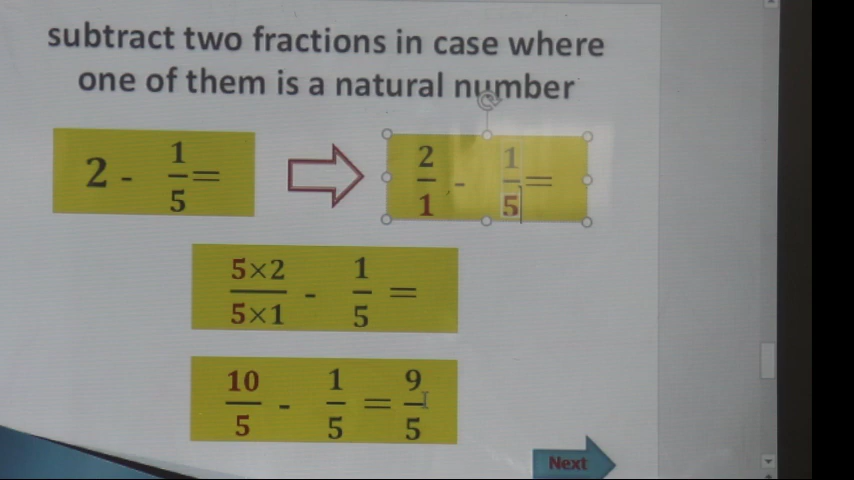 subtract two fractions in case where
one of them is a natural number
2 - 1/5 =
2/1 - 1/5 =
5×2/5×1 - 1/5 =
10/5 - 1/5 = 9/5
Next